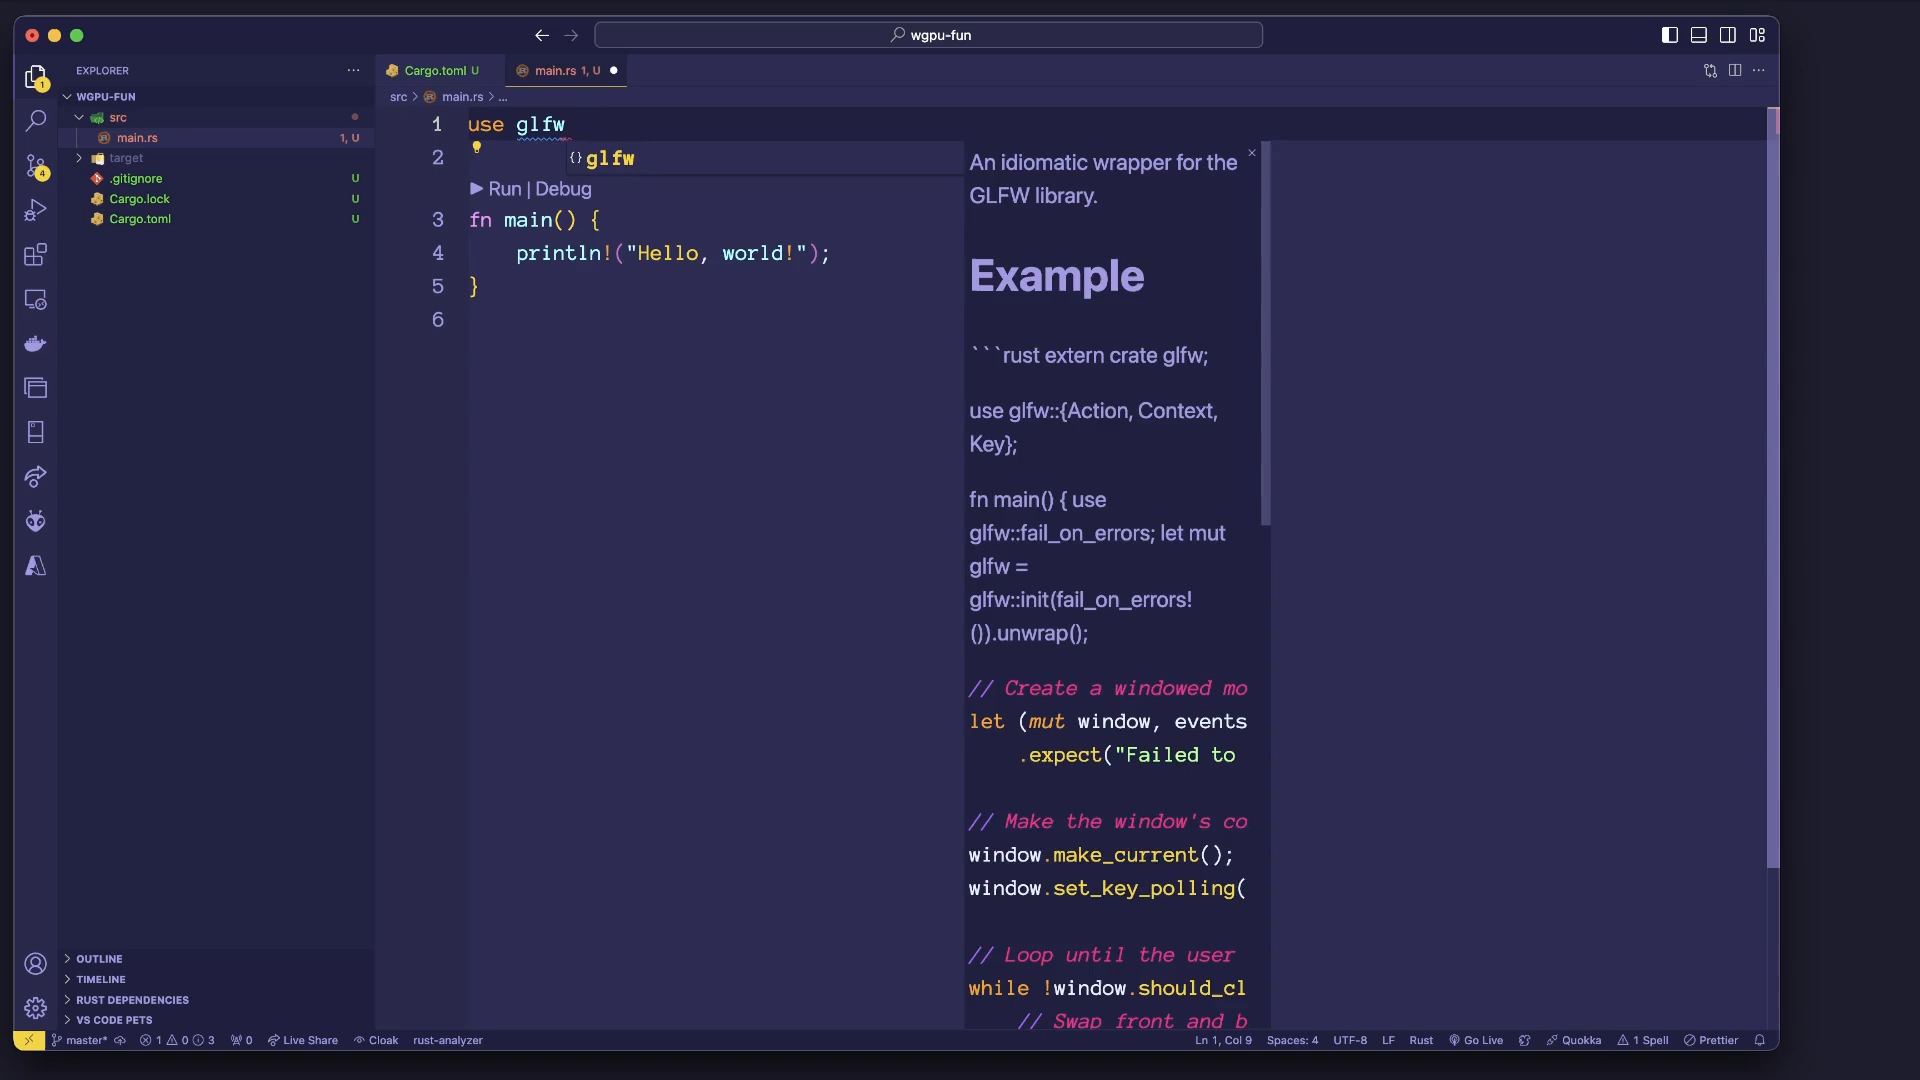 wgpu-fun
EXPLORER
WGPU-FUN
src
main.rs 1, U
target
.gitignore U
Cargo.lock U
Cargo.toml U
OUTLINE
TIMELINE
RUST DEPENDENCIES
VS CODE PETS
1
4
Cargo.toml U
main.rs 1, U
src > main.rs > ...
1 use glfw
2
{} glfw
Run | Debug
3 fn main() {
4 println!("Hello, world!");
5 }
6
An idiomatic wrapper for the
GLFW library.
Example
```rust extern crate glfw;
use glfw::{Action, Context,
Key};
fn main() { use
glfw::fail_on_errors; let mut
glfw =
glfw::init(fail_on_errors!
()).unwrap();
// Create a windowed mo
let (mut window, events
.expect("Failed to
// Make the window's co
window.make_current();
window.set_key_polling(
// Loop until the user
while !window.should_cl
// Swap front and b
master* 1 0 3 0 Live Share Cloak rust-analyzer
Ln 1, Col 9 Spaces: 4 UTF-8 LF Rust Go Live Quokka 1 Spell Prettier